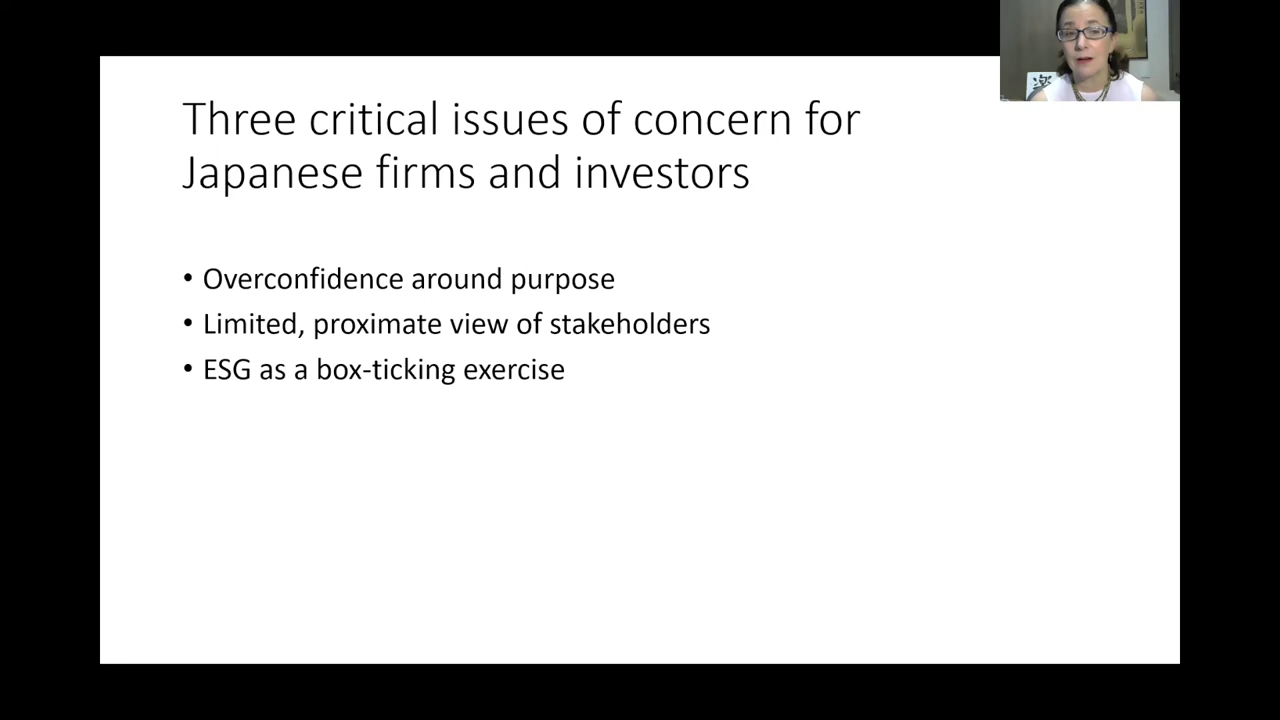 Three critical issues of concern for
Japanese firms and investors
• Overconfidence around purpose
• Limited, proximate view of stakeholders
• ESG as a box-ticking exercise